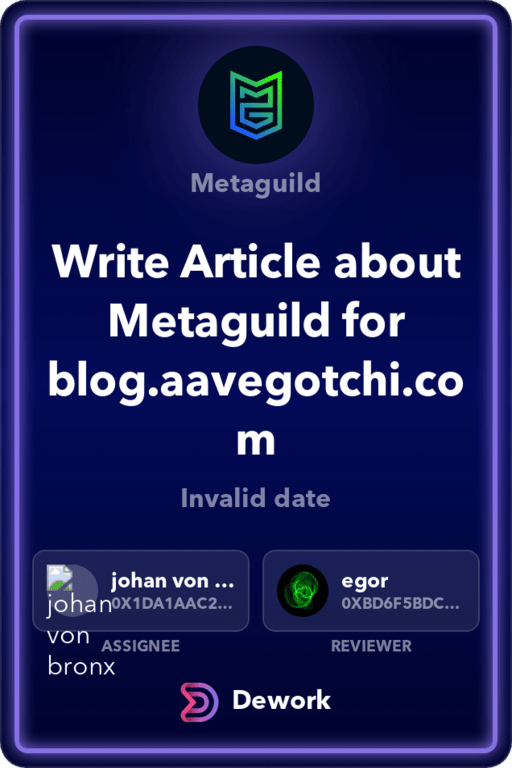 Metaguild
Write Article about
Metaguild for
blog.aavegotchi.co
m
Invalid date
johan von ...
0X1DA1AAC2...
johan
von
bronx
ASSIGNEE
egor
0XBD6F5BDC...
REVIEWER
Dework